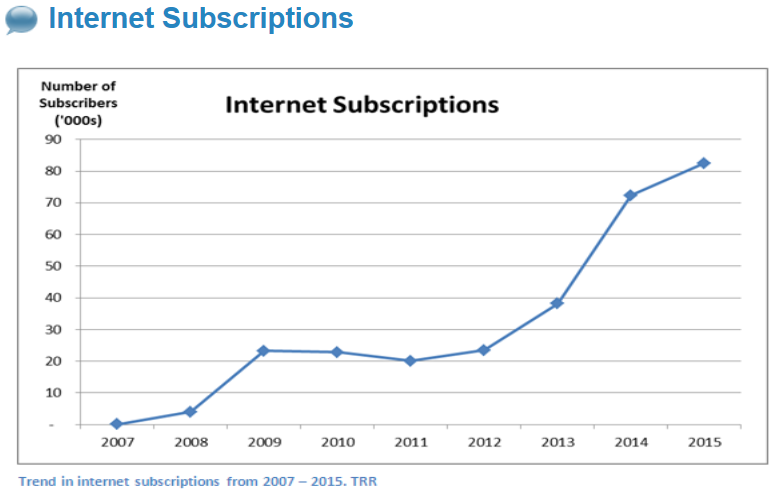 Internet Subscriptions
Number of
Subscribers
('000s)
Internet Subscriptions
90
80
70
60
50
40
30
20
10
-
2007 2008 2009 2010 2011 2012 2013 2014 2015
Trend in internet subscriptions from 2007 – 2015. TRR